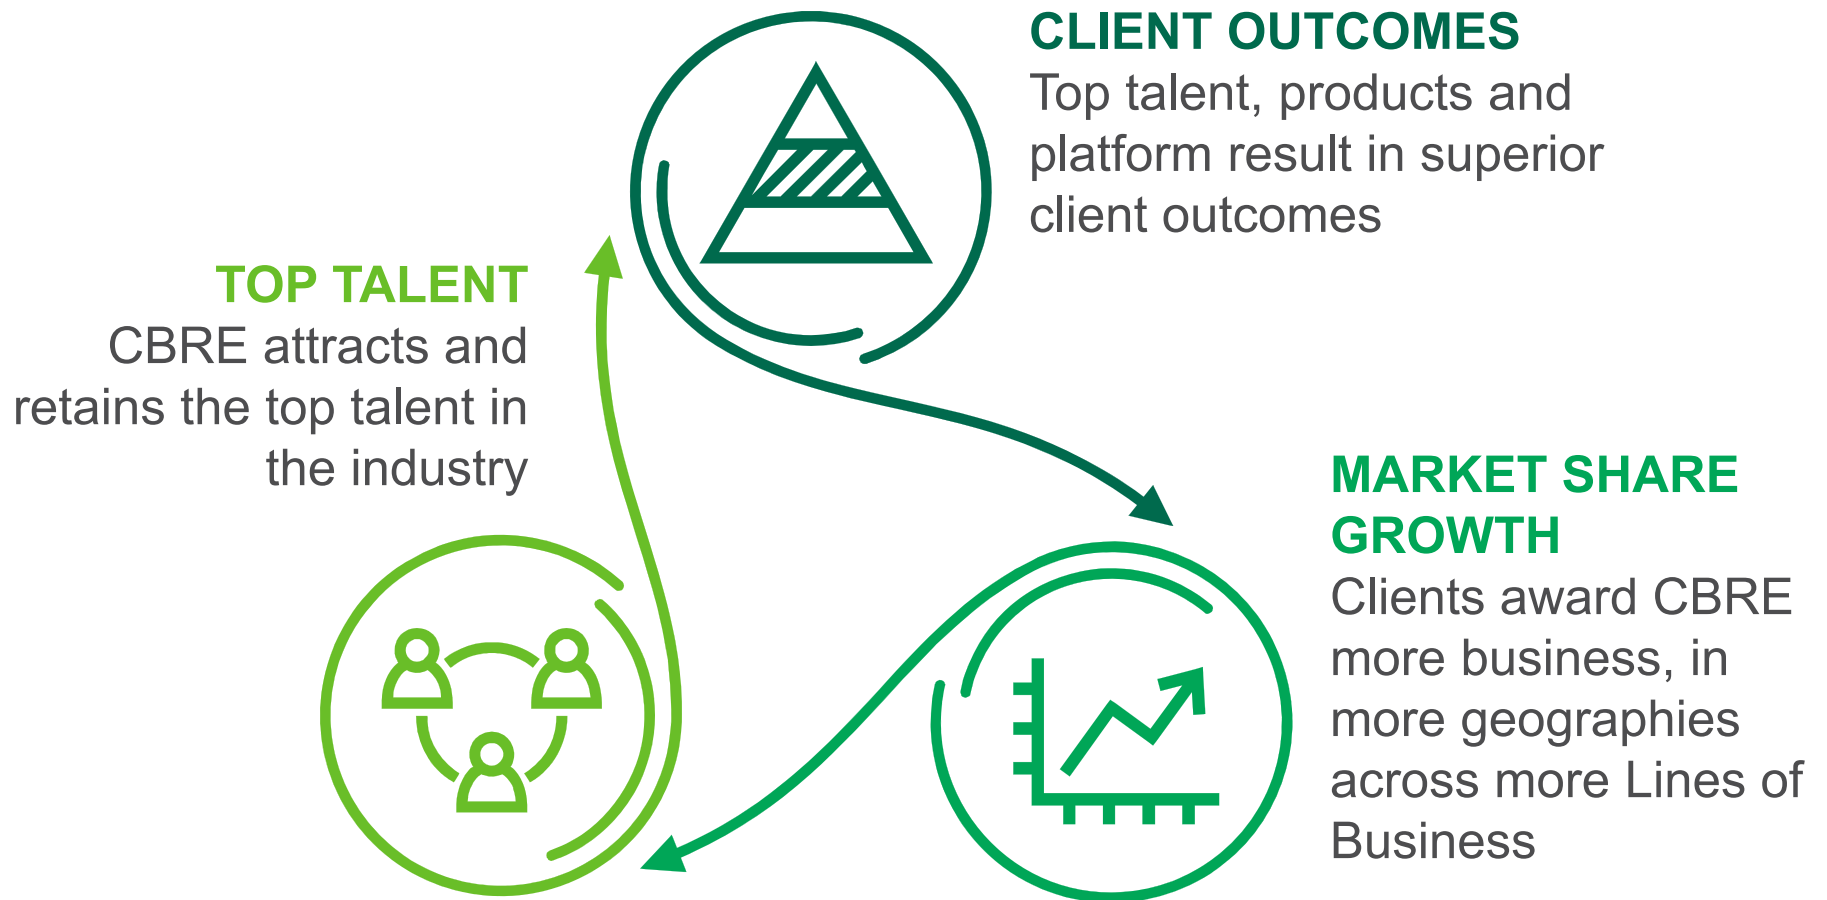 CLIENT OUTCOMES
Top talent, products and
platform result in superior
client outcomes
TOP TALENT
CBRE attracts and
retains the top talent in
the industry
MARKET SHARE
GROWTH
Clients award CBRE
more business, in
more geographies
across more Lines of
Business